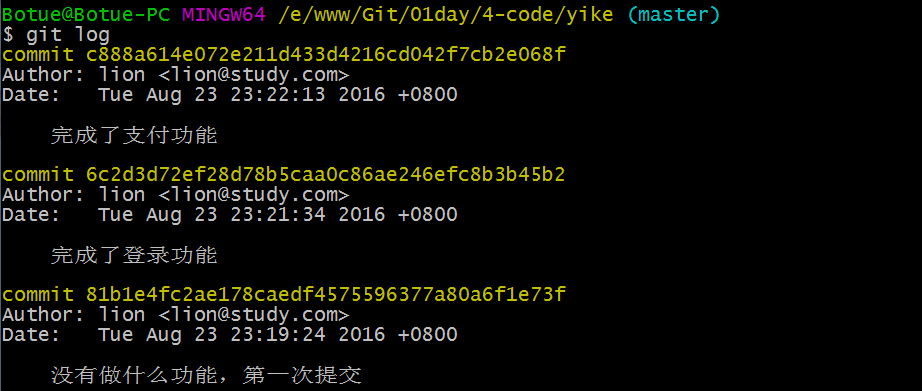 Botue@Botue-PC MINGW64 /e/www/Git/01day/4-code/yike (master)
$ git log
commit c888a614e072e211d433d4216cd042f7cb2e068f
Author: lion <lion@study.com>
Date:   Tue Aug 23 23:22:13 2016 +0800
完成了支付功能
commit 6c2d3d72ef28d78b5caa0c86ae246efc8b3b45b2
Author: lion <lion@study.com>
Date:   Tue Aug 23 23:21:34 2016 +0800
完成了登录功能
commit 81b1e4fc2ae178caedf4575596377a80a6f1e73f
Author: lion <lion@study.com>
Date:   Tue Aug 23 23:19:24 2016 +0800
没有做什么功能，第一次提交